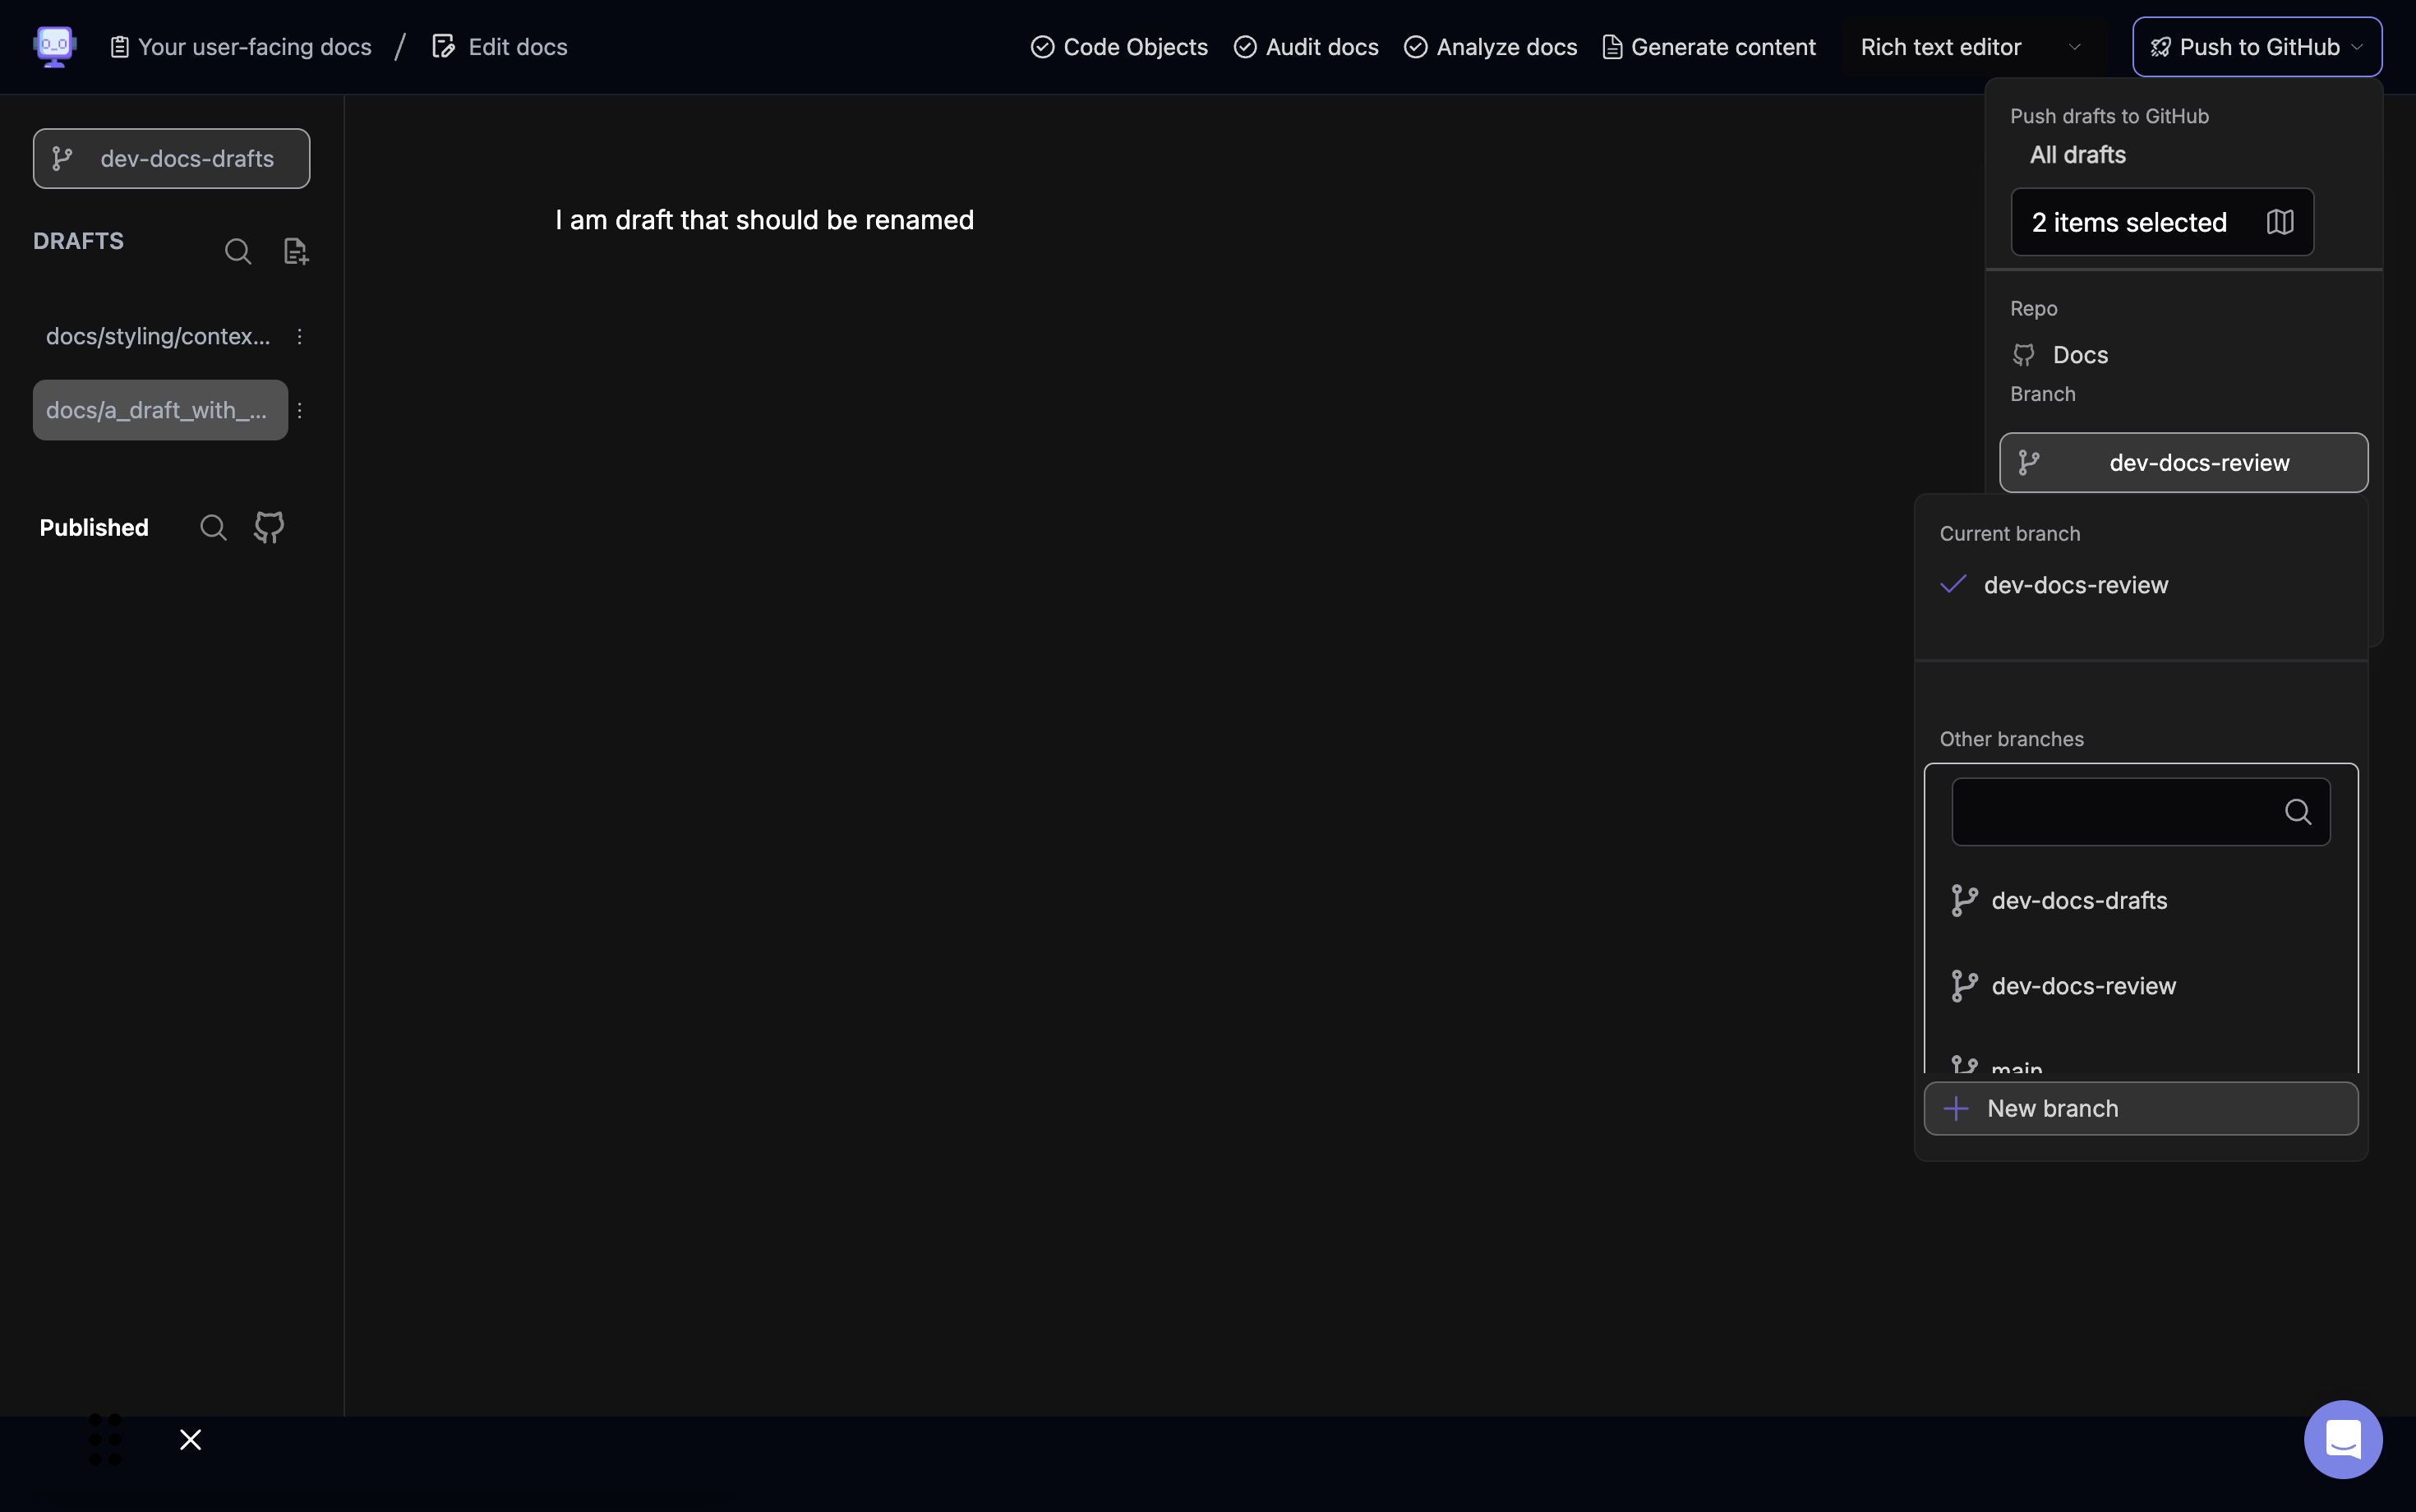 Your user-facing docs / Edit docs
Code Objects Audit docs Analyze docs Generate content Rich text editor Push to GitHub
dev-docs-drafts
DRAFTS
docs/styling/contex...
docs/a_draft_with_...
Published
I am draft that should be renamed
Push drafts to GitHub
All drafts
2 items selected
Repo
Docs
Branch
dev-docs-review
Current branch
dev-docs-review
Other branches
dev-docs-drafts
dev-docs-review
main
New branch